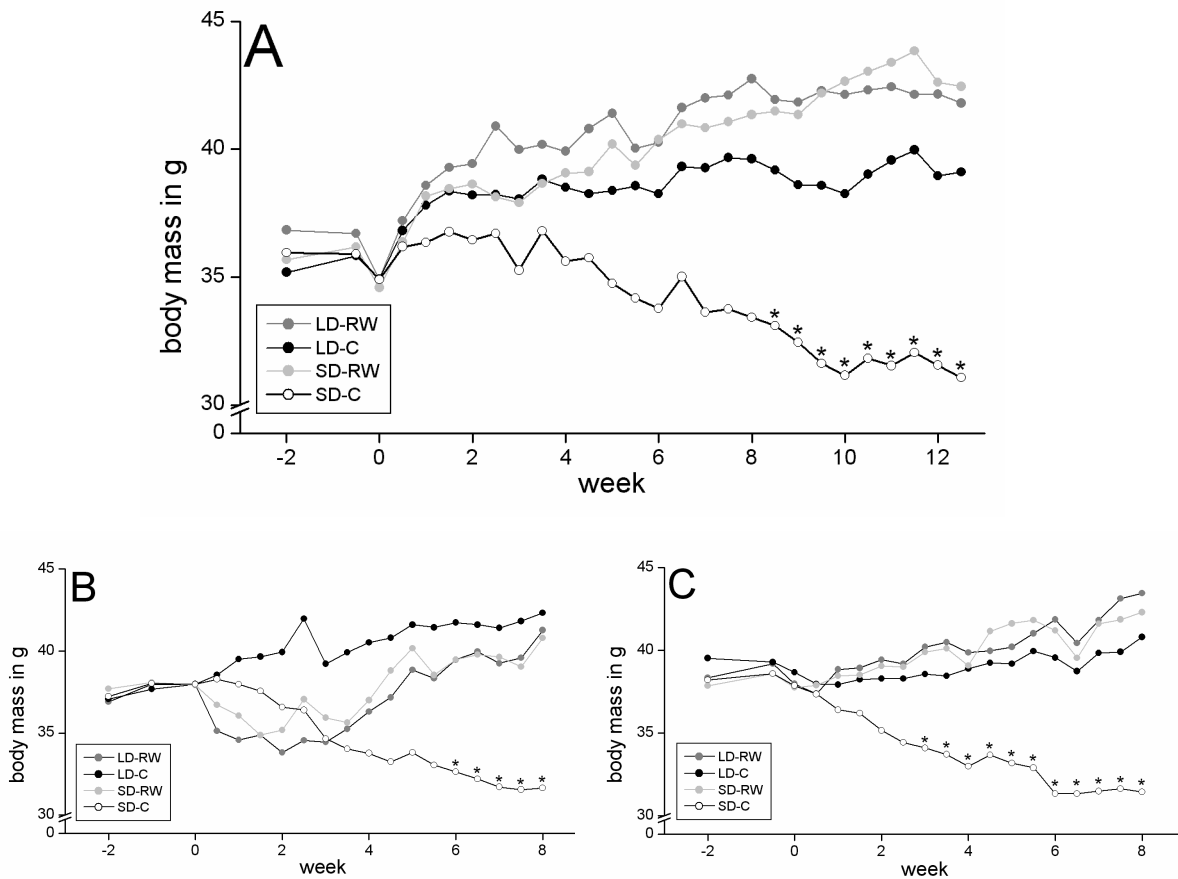 A
45
40
35
30
0
body mass in g
LD-RW
LD-C
SD-RW
SD-C
* * * * * * * * *
-2 0 2 4 6 8 10 12
week
B
45
40
35
30
0
body mass in g
LD-RW
LD-C
SD-RW
SD-C
* * * * *
-2 0 2 4 6 8
week
C
45
40
35
30
0
body mass in g
LD-RW
LD-C
SD-RW
SD-C
* * * * * * * * * * *
-2 0 2 4 6 8
week